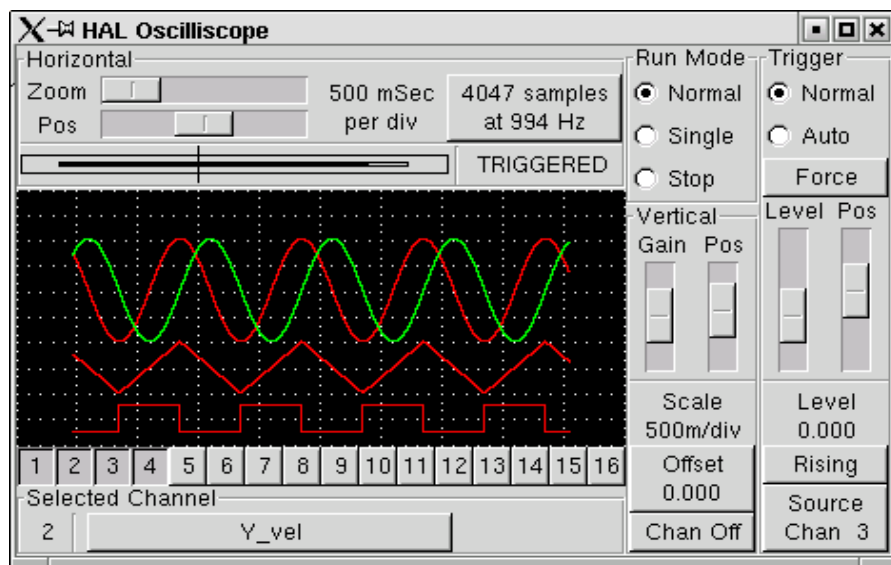 HAL Oscilliscope
Horizontal
Zoom
Pos
500 mSec
per div
4047 samples
at 994 Hz
TRIGGERED
Run Mode
Normal
Single
Stop
Trigger
Normal
Auto
Force
Level Pos
Vertical
Gain Pos
Scale
500m/div
Offset
0.000
Chan Off
Level
0.000
Rising
Source
Chan 3
1 2 3 4 5 6 7 8 9 10 11 12 13 14 15 16
Selected Channel
2 Y_vel